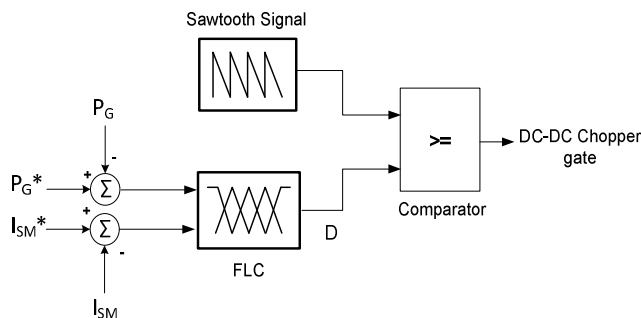 Sawtooth Signal
P_G
-
+
P_G*
Σ
+
I_SM*
Σ
-
I_SM
FLC
D
>=
Comparator
DC-DC Chopper
gate